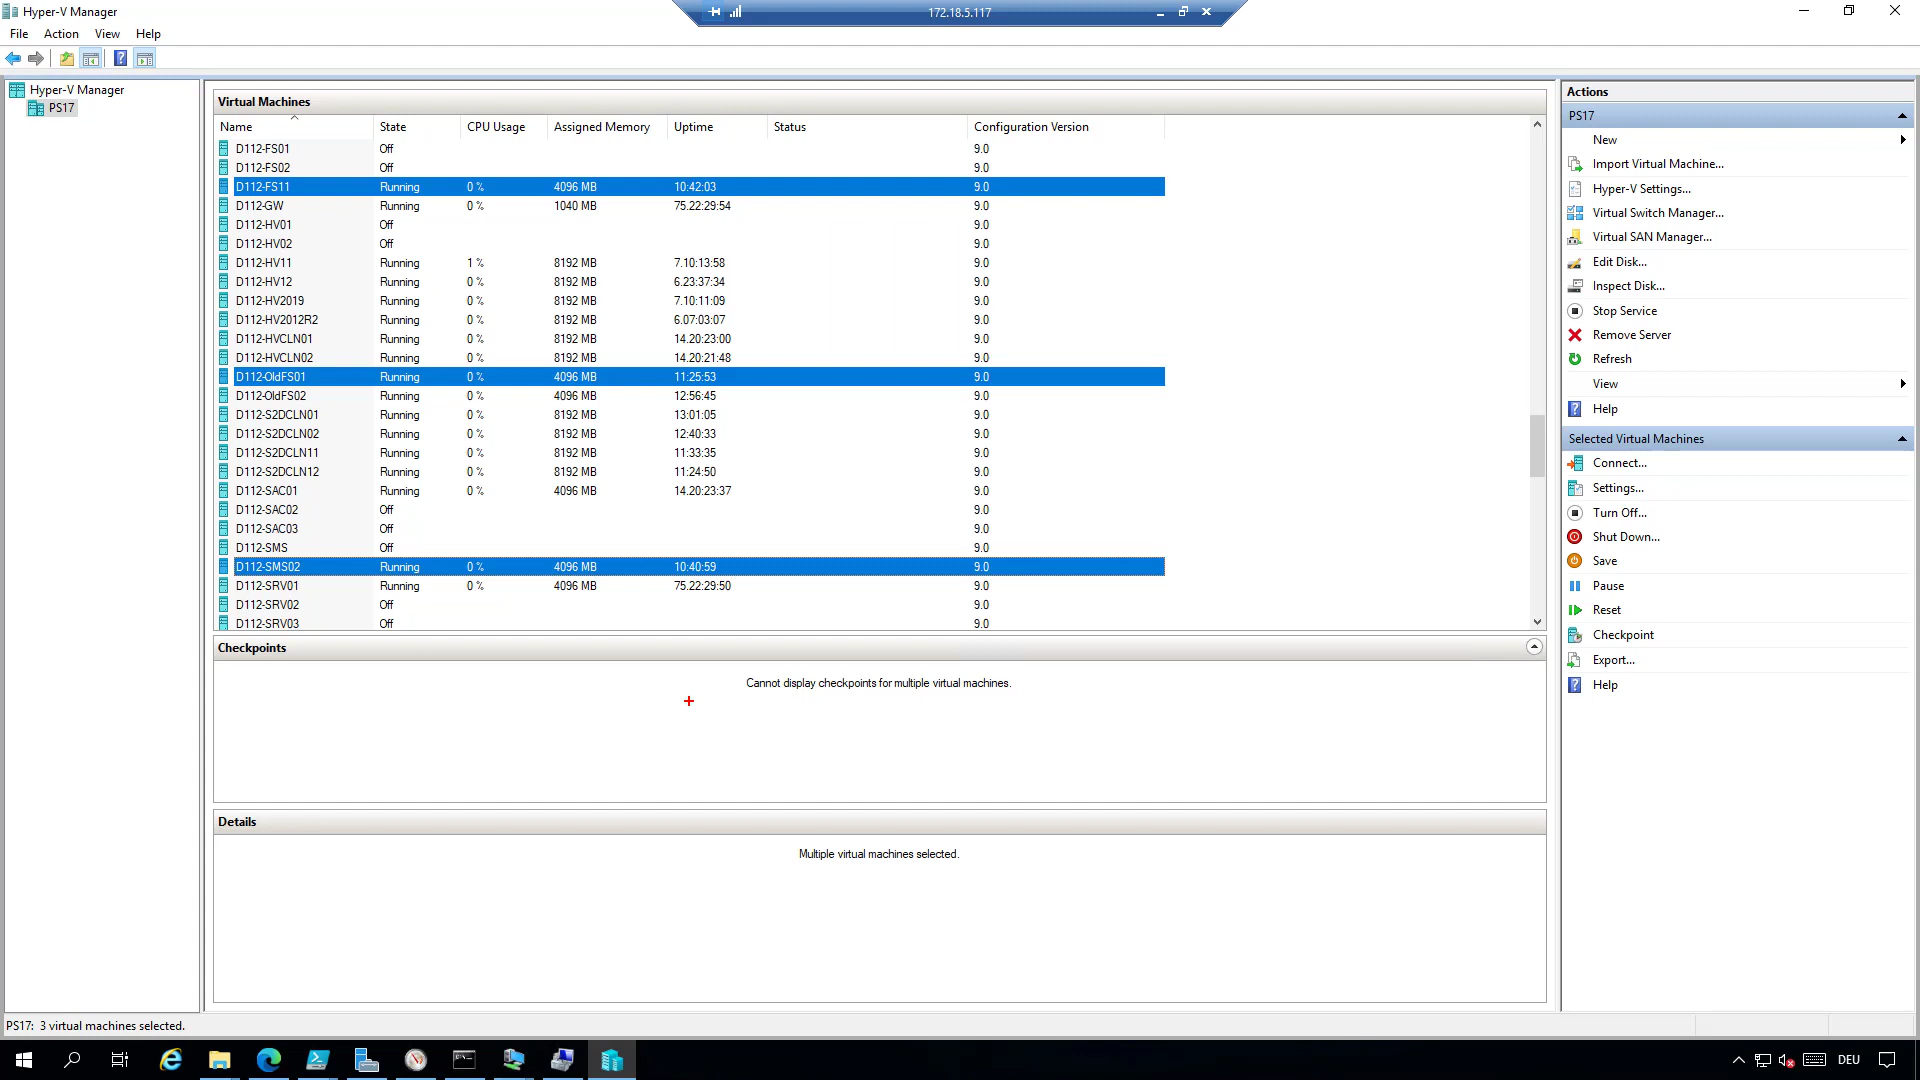 Hyper-V Manager
172.18.5.117
File Action View Help
Hyper-V Manager
PS17
Virtual Machines
Name State CPU Usage Assigned Memory Uptime Status Configuration Version
D112-FS01 Off 9.0
D112-FS02 Off 9.0
D112-FS11 Running 0 % 4096 MB 10:42:03 9.0
D112-GW Running 0 % 1040 MB 75.22:29:54 9.0
D112-HV01 Off 9.0
D112-HV02 Off 9.0
D112-HV11 Running 1 % 8192 MB 7.10:13:58 9.0
D112-HV12 Running 0 % 8192 MB 6.23:37:34 9.0
D112-HV2019 Running 0 % 8192 MB 7.10:11:09 9.0
D112-HV2012R2 Running 0 % 8192 MB 6.07:03:07 9.0
D112-HVCLN01 Running 0 % 8192 MB 14.20:23:00 9.0
D112-HVCLN02 Running 0 % 8192 MB 14.20:21:48 9.0
D112-OldFS01 Running 0 % 4096 MB 11:25:53 9.0
D112-OldFS02 Running 0 % 4096 MB 12:56:45 9.0
D112-S2DCLN01 Running 0 % 8192 MB 13:01:05 9.0
D112-S2DCLN02 Running 0 % 8192 MB 12:40:33 9.0
D112-S2DCLN11 Running 0 % 8192 MB 11:33:35 9.0
D112-S2DCLN12 Running 0 % 8192 MB 11:24:50 9.0
D112-SAC01 Running 0 % 4096 MB 14.20:23:37 9.0
D112-SAC02 Off 9.0
D112-SAC03 Off 9.0
D112-SMS Off 9.0
D112-SMS02 Running 0 % 4096 MB 10:40:59 9.0
D112-SRV01 Running 0 % 4096 MB 75.22:29:50 9.0
D112-SRV02 Off 9.0
D112-SRV03 Off 9.0
Checkpoints
Cannot display checkpoints for multiple virtual machines.
Details
Multiple virtual machines selected.
Actions
PS17
New
Import Virtual Machine...
Hyper-V Settings...
Virtual Switch Manager...
Virtual SAN Manager...
Edit Disk...
Inspect Disk...
Stop Service
Remove Server
Refresh
View
Help
Selected Virtual Machines
Connect...
Settings...
Turn Off...
Shut Down...
Save
Pause
Reset
Checkpoint
Export...
Help
PS17: 3 virtual machines selected.
DEU